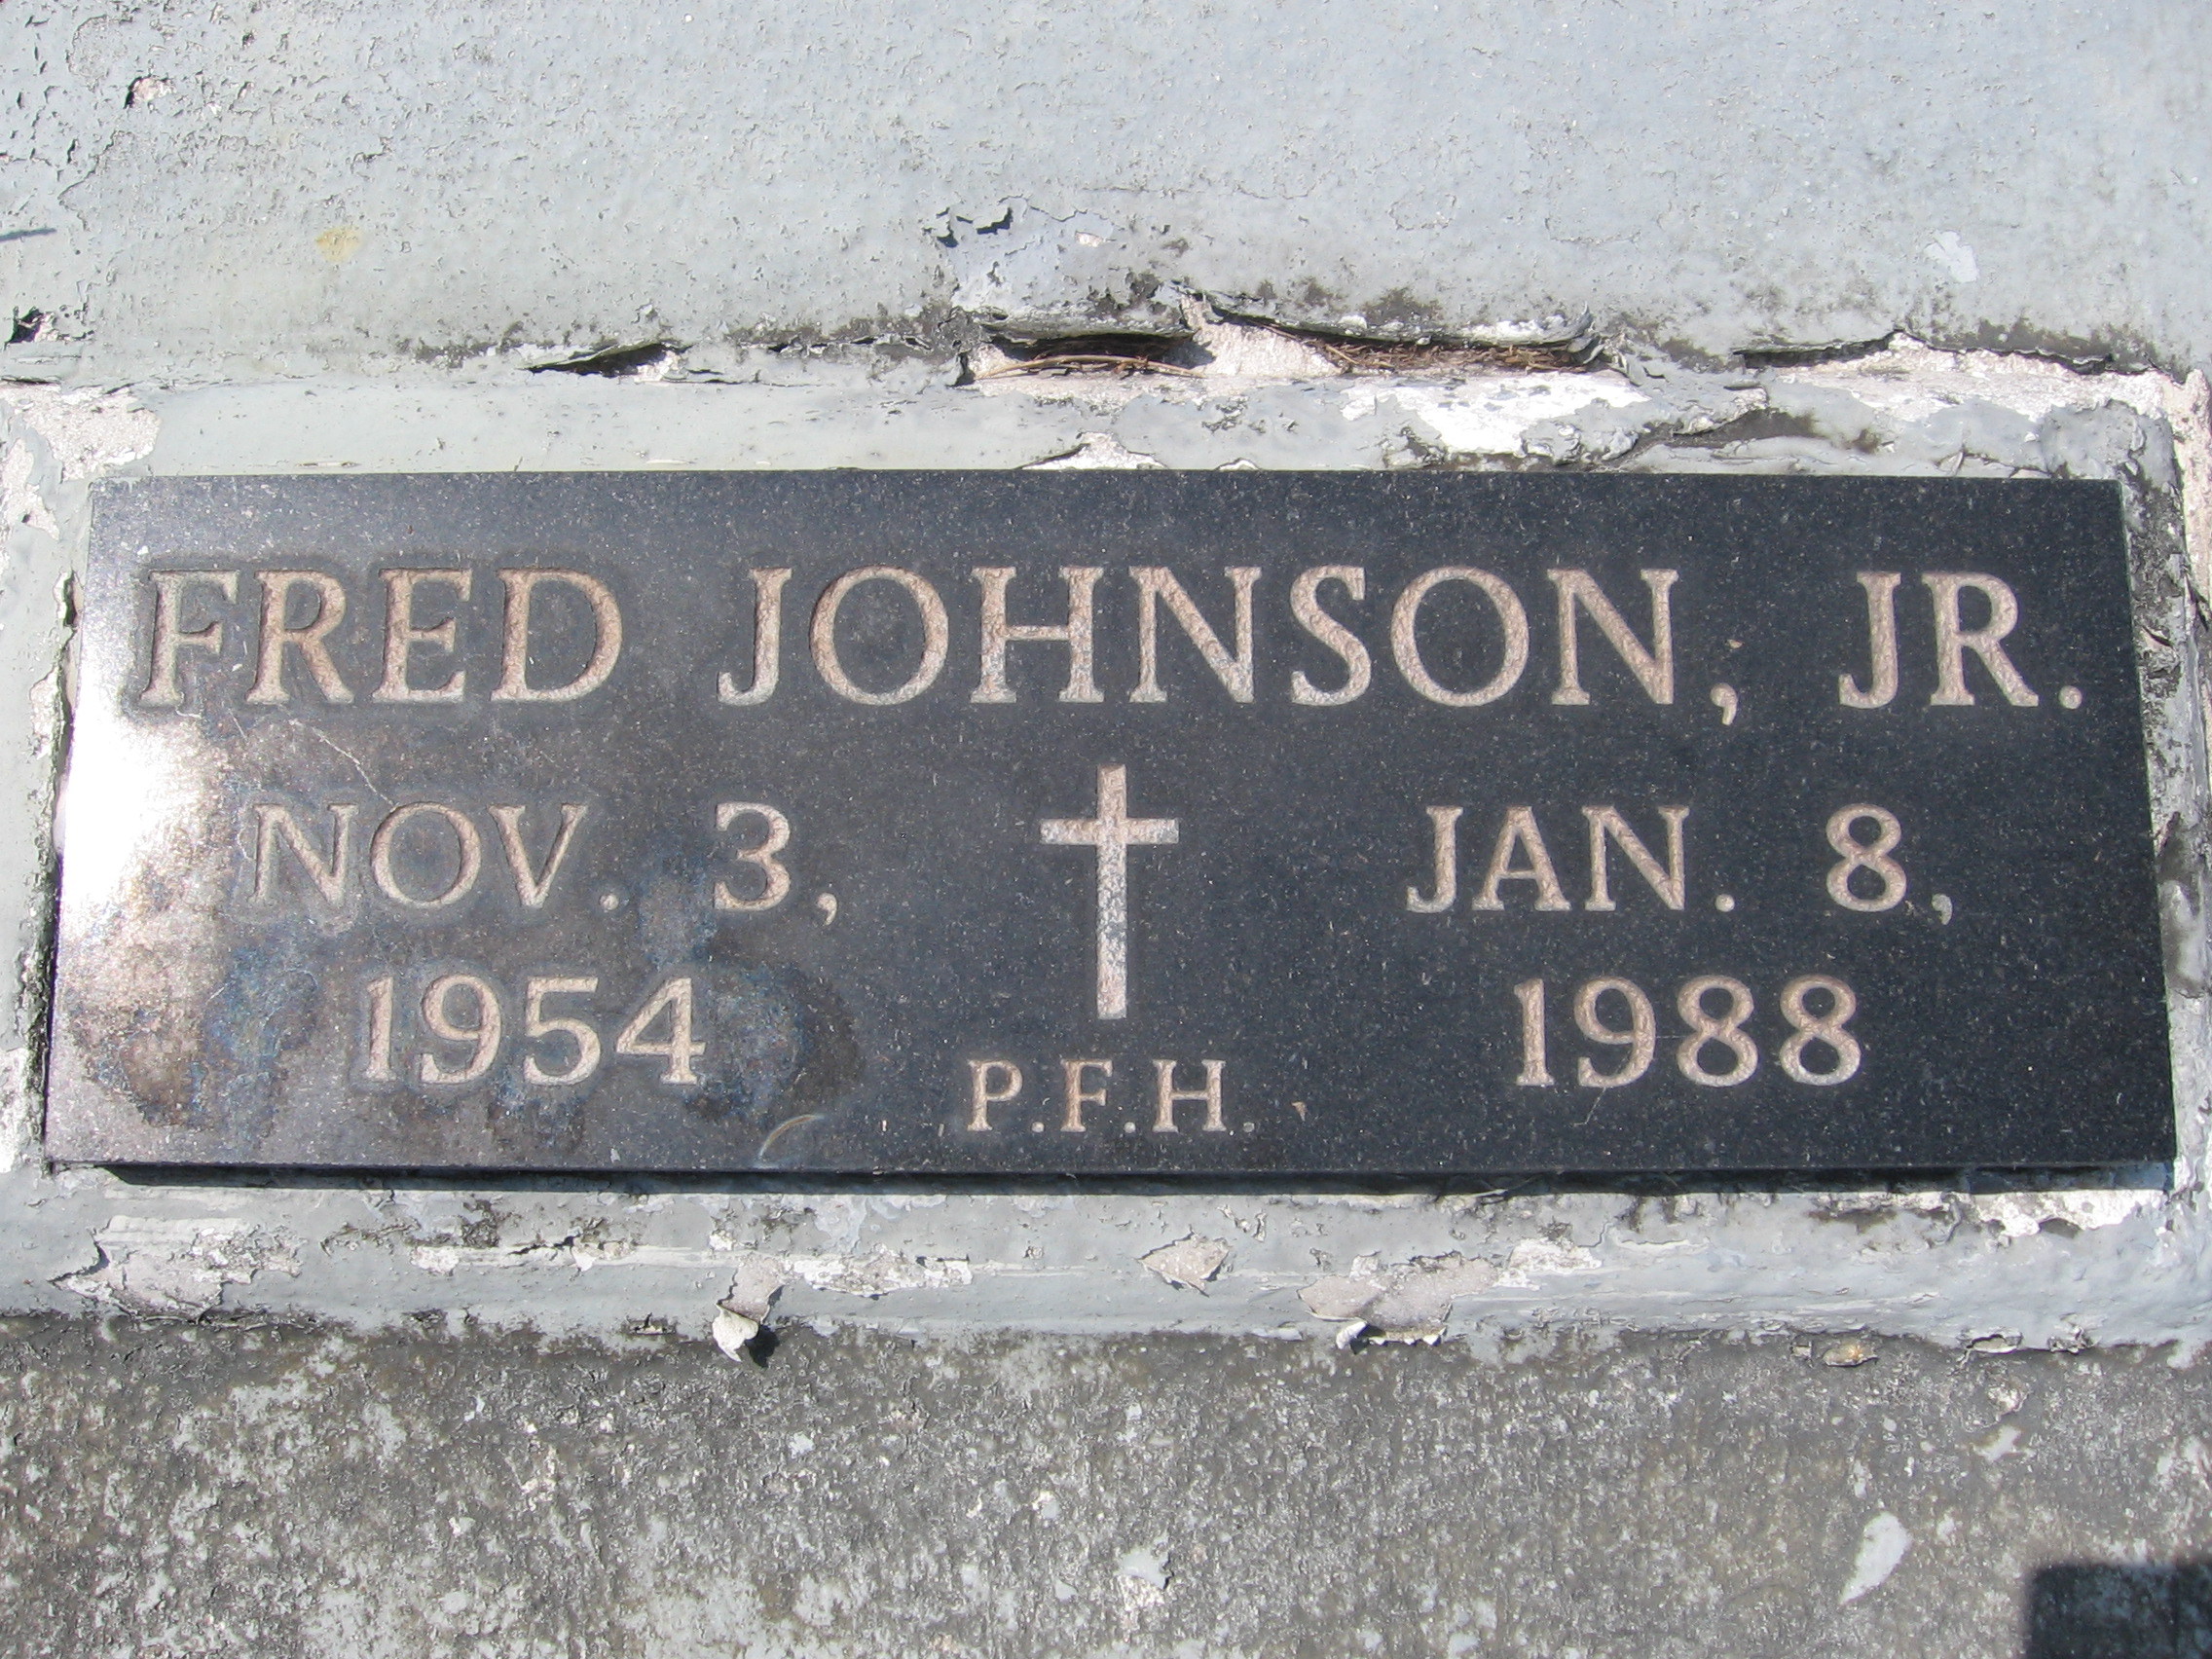 FRED JOHNSON, JR.
NOV. 3, JAN. 8,
1954 1988
P.F.H.